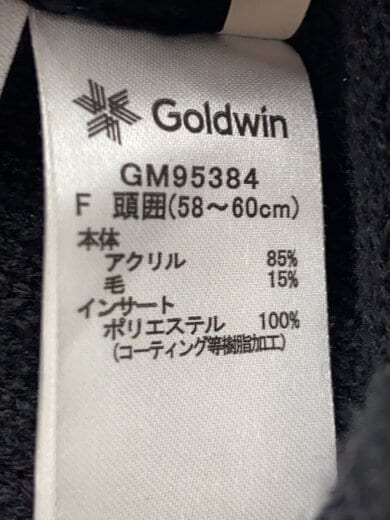 Goldwin
GM95384
F 頭囲(58～60cm)
本体
アクリル 85%
毛 15%
インサート
ポリエステル 100%
(コーティング等樹脂加工)